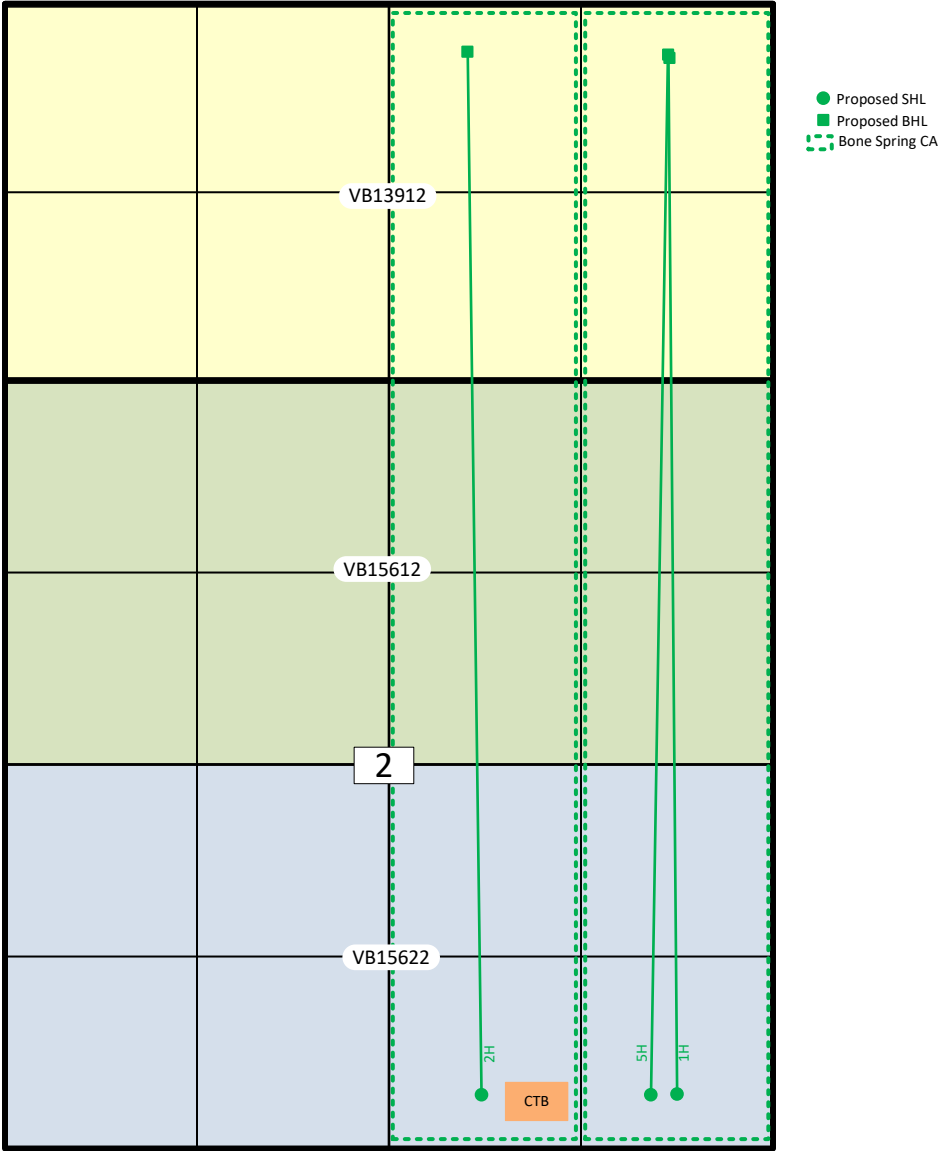 Proposed SHL
Proposed BHL
Bone Spring CA
VB13912
VB15612
2
VB15622
2H
5H
1H
CTB